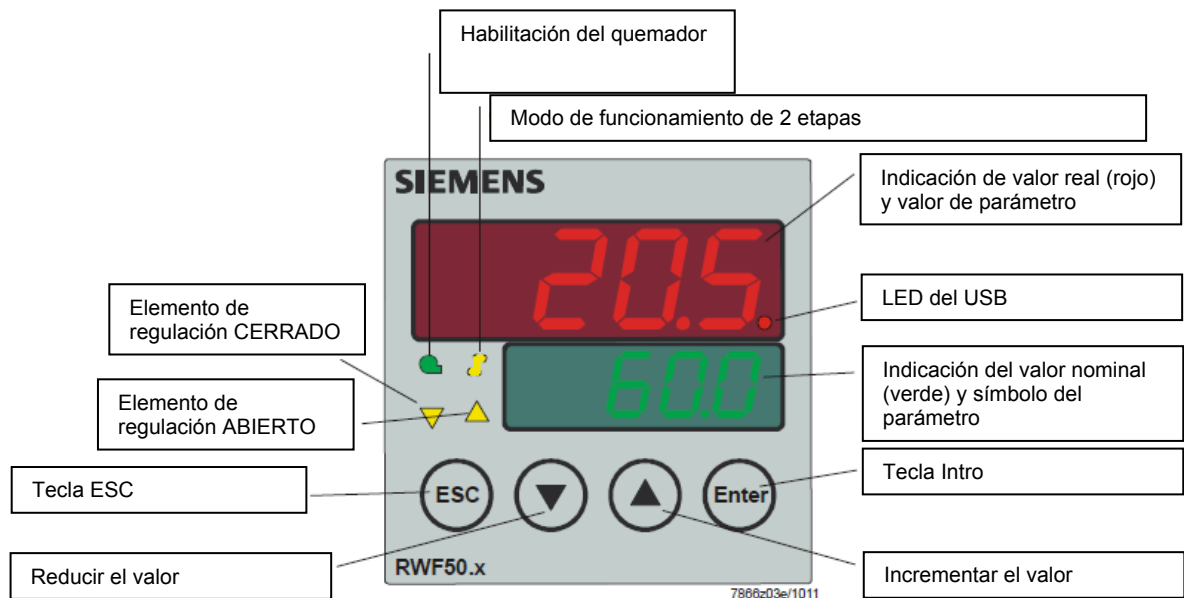 Habilitación del quemador
Modo de funcionamiento de 2 etapas
SIEMENS
Indicación de valor real (rojo)
y valor de parámetro
20.5.
LED del USB
Elemento de
regulación CERRADO
60.0
Indicación del valor nominal
(verde) y símbolo del
parámetro
Elemento de
regulación ABIERTO
Tecla Intro
Tecla ESC
ESC
Enter
Reducir el valor
RWF50.x
Incrementar el valor
7866z03e/1011